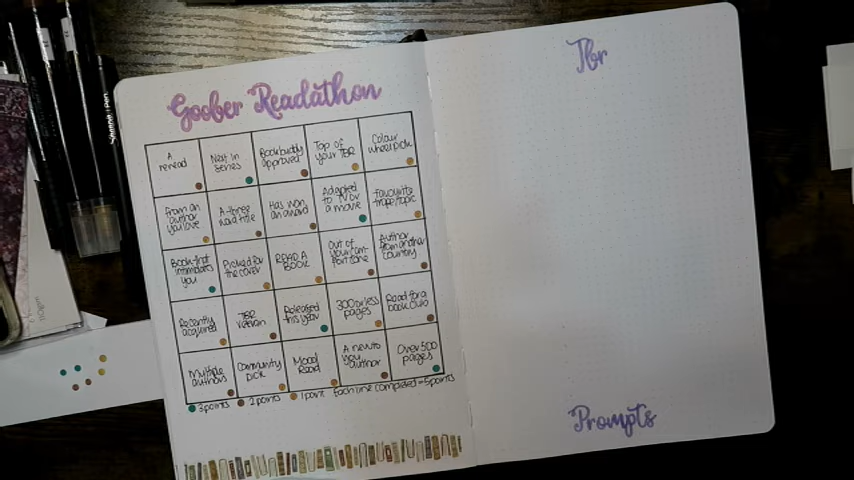 Goober Readathon
A
reread
Next in
series
Bookbuddy
approved
Top of
your TBR
Colour
wheel pick
From an
author
you love
A three
word title
Has won
an award
Adapted
to TV or
a movie
Favourite
trope/topic
Book that
intimidates
you
Picked for
the cover
READ A
BOOK
Out of
your com-
fort zone
Author
from another
country
Recently
acquired
TBR
veteran
Released
this year
300 or less
pages
Read for a
book club
Multiple
authors
Community
pick
Mood
Read
A new to
you
author
Over 500
pages
3 points 2 points 1 point Each line completed = 5 points
Tbr
Prompts